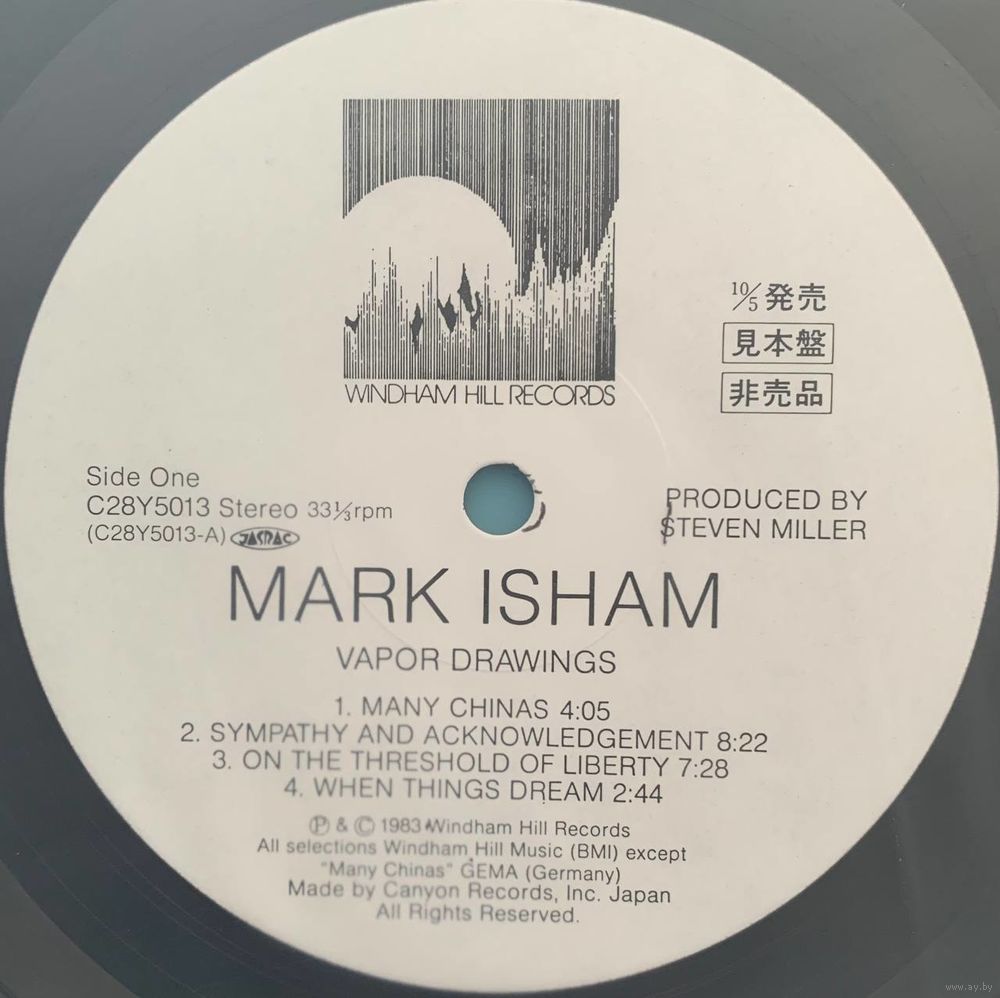 WINDHAM HILL RECORDS
10/5 発売
見本盤
非売品
Side One
C28Y5013 Stereo 33⅓rpm
(C28Y5013-A) JASRAC
PRODUCED BY
STEVEN MILLER
MARK ISHAM
VAPOR DRAWINGS
1. MANY CHINAS 4:05
2. SYMPATHY AND ACKNOWLEDGEMENT 8:22
3. ON THE THRESHOLD OF LIBERTY 7:28
4. WHEN THINGS DREAM 2:44
Ⓟ & © 1983 Windham Hill Records
All selections Windham Hill Music (BMI) except
"Many Chinas" GEMA (Germany)
Made by Canyon Records, Inc. Japan
All Rights Reserved.
www.ay.by